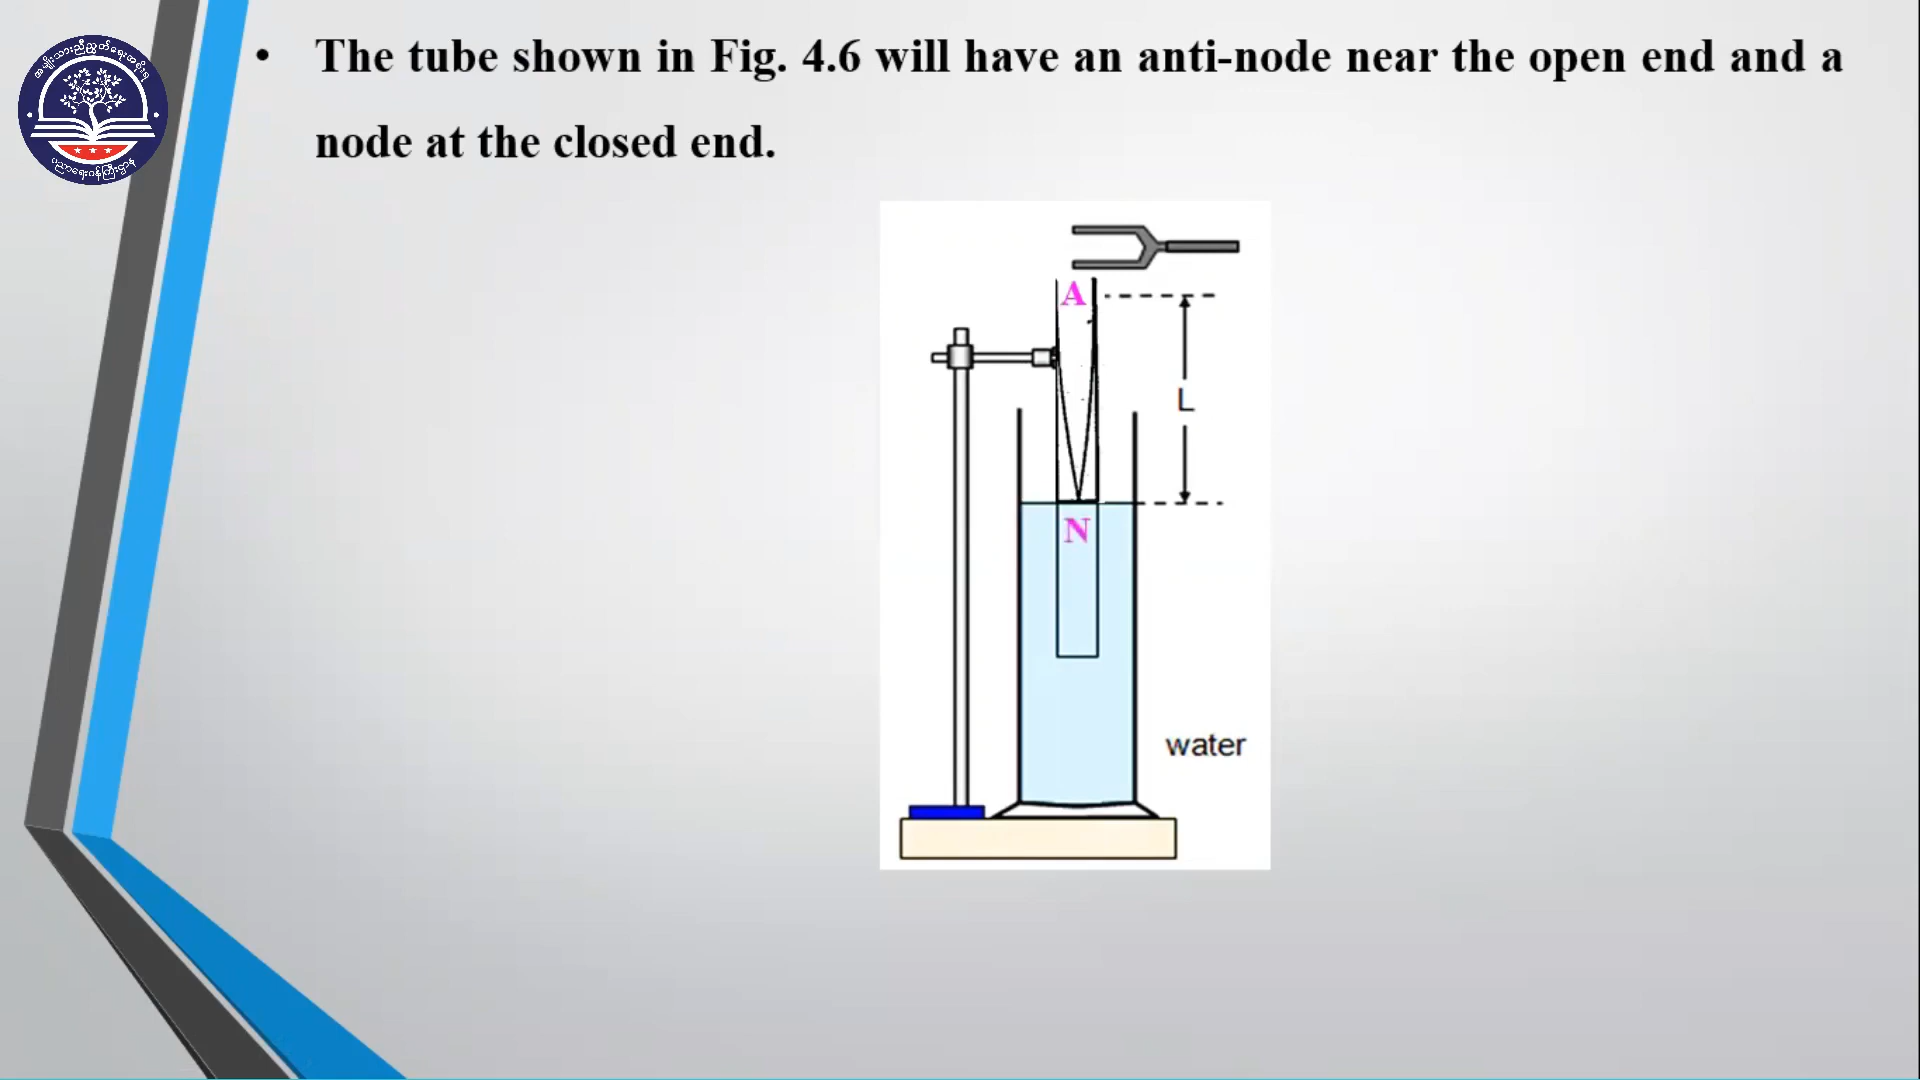 • The tube shown in Fig. 4.6 will have an anti-node near the open end and a
node at the closed end.
A
L
N
water